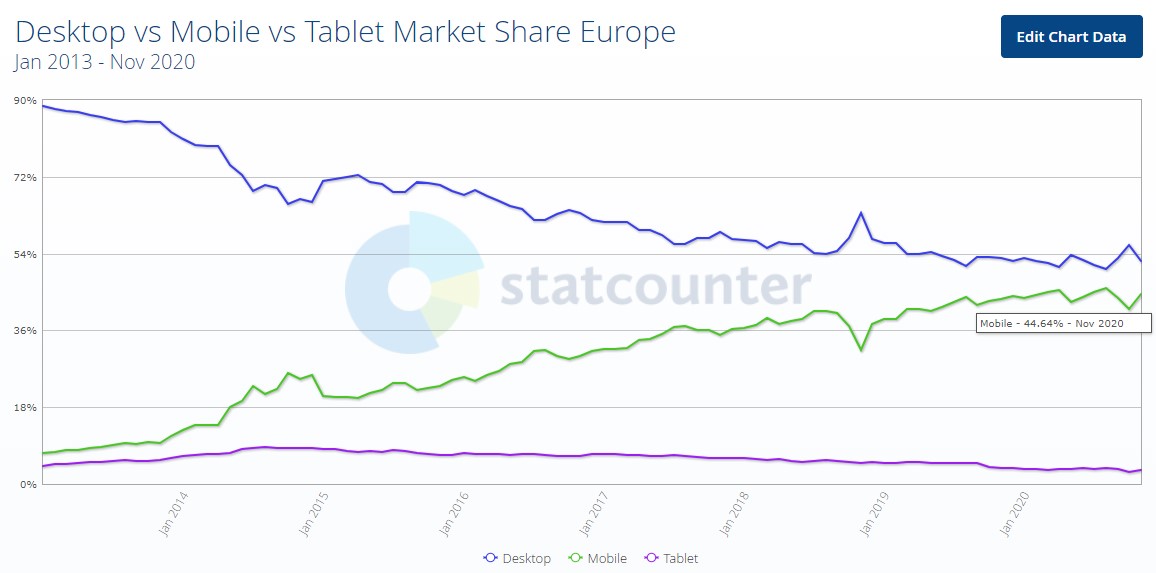 Desktop vs Mobile vs Tablet Market Share Europe
Jan 2013 - Nov 2020
Edit Chart Data
90%
72%
54%
36%
18%
0%
statcounter
Mobile - 44.64% - Nov 2020
Jan 2014
Jan 2015
Jan 2016
Jan 2017
Jan 2018
Jan 2019
Jan 2020
Desktop
Mobile
Tablet